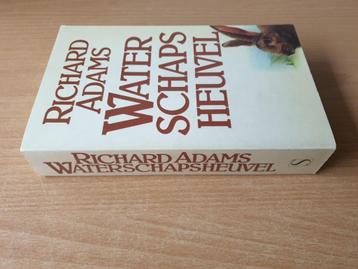 RICHARD
ADAMS
WATER
SCHAPS
HEUVEL
RICHARD ADAMS
WATERSCHAPSHEUVEL
S